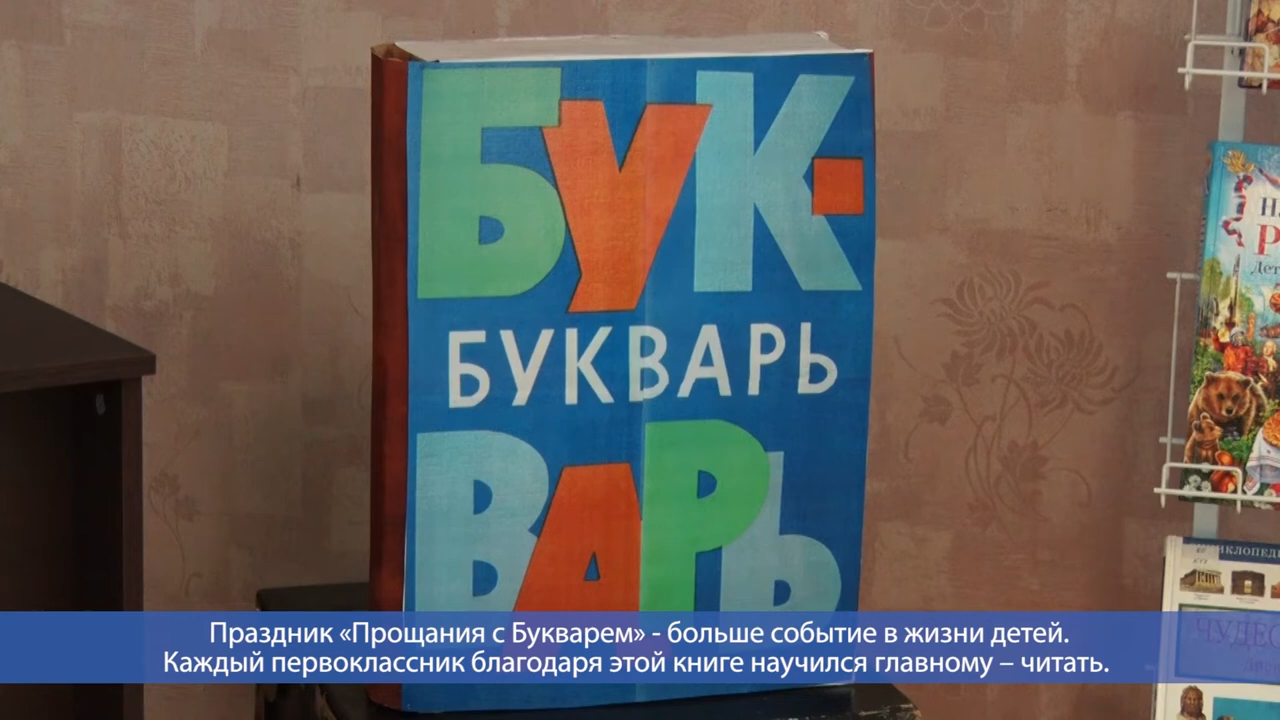 БУК-
БУКВАРЬ
ВАРЬ
Праздник «Прощания с Букварем» - больше событие в жизни детей.
Каждый первоклассник благодаря этой книге научился главному – читать.